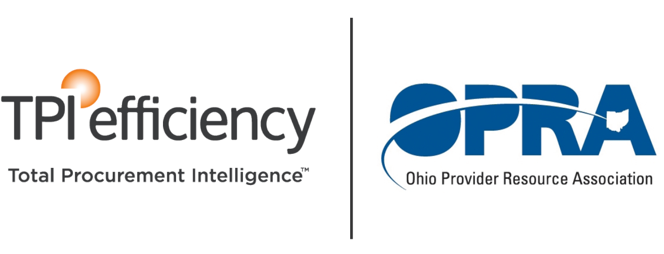 TPI efficiency
Total Procurement Intelligence™
OPRA
Ohio Provider Resource Association